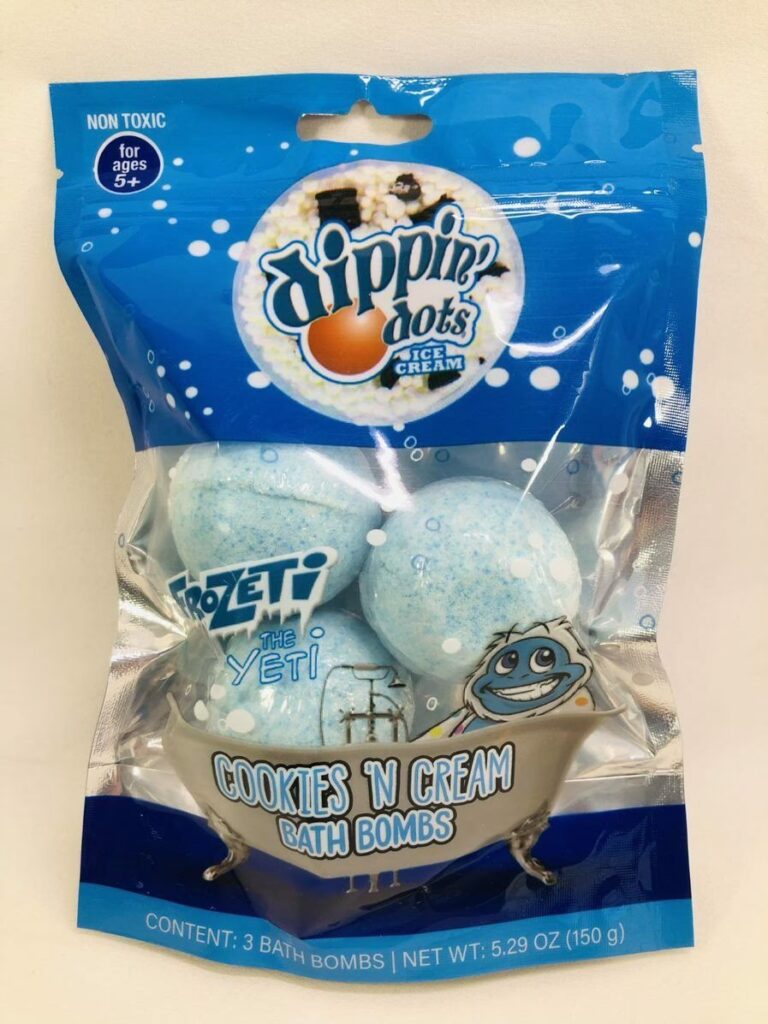 NON TOXIC
for
ages
5+
dippin'
dots
ICE
CREAM
FROZETI
THE
YETI
COOKIES 'N CREAM
BATH BOMBS
CONTENT: 3 BATH BOMBS | NET WT: 5.29 OZ (150 g)